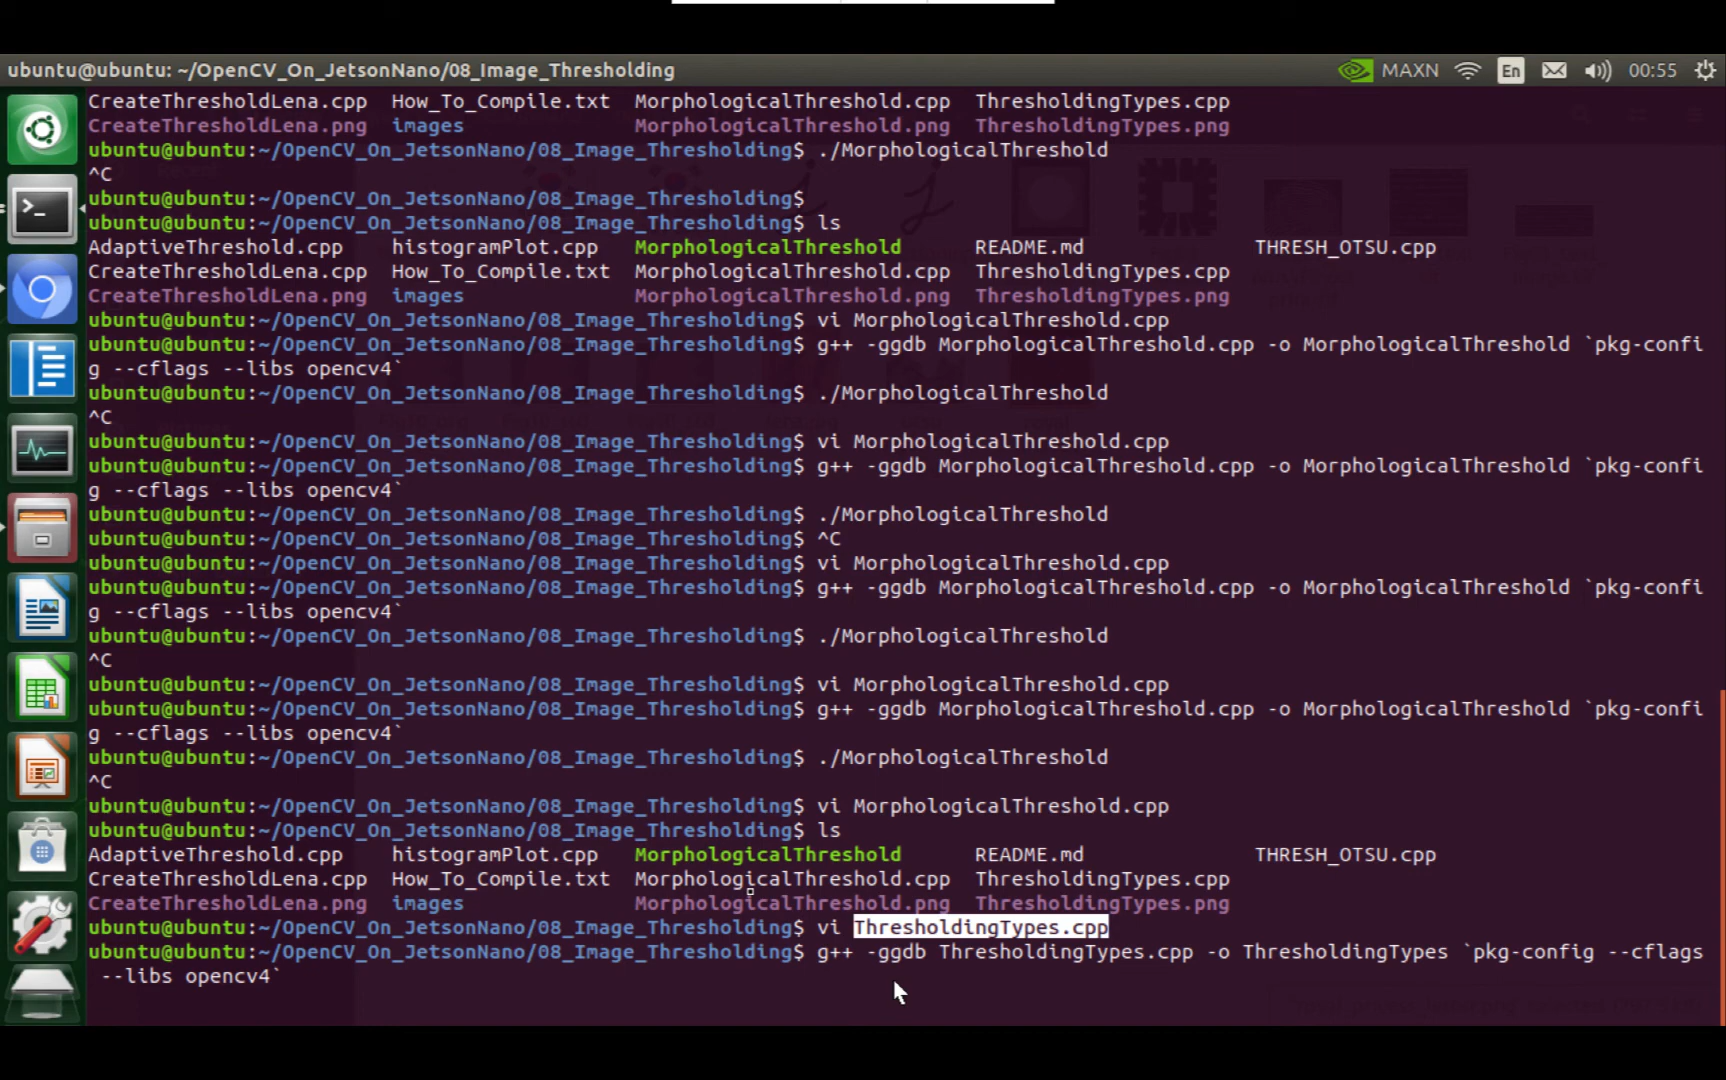 ubuntu@ubuntu: ~/OpenCV_On_JetsonNano/08_Image_Thresholding MAXN En 00:55
CreateThresholdLena.cpp How_To_Compile.txt MorphologicalThreshold.cpp ThresholdingTypes.cpp
CreateThresholdLena.png images MorphologicalThreshold.png ThresholdingTypes.png
ubuntu@ubuntu:~/OpenCV_On_JetsonNano/08_Image_Thresholding$ ./MorphologicalThreshold
^C
ubuntu@ubuntu:~/OpenCV_On_JetsonNano/08_Image_Thresholding$
ubuntu@ubuntu:~/OpenCV_On_JetsonNano/08_Image_Thresholding$ ls
AdaptiveThreshold.cpp histogramPlot.cpp MorphologicalThreshold README.md THRESH_OTSU.cpp
CreateThresholdLena.cpp How_To_Compile.txt MorphologicalThreshold.cpp ThresholdingTypes.cpp
CreateThresholdLena.png images MorphologicalThreshold.png ThresholdingTypes.png
ubuntu@ubuntu:~/OpenCV_On_JetsonNano/08_Image_Thresholding$ vi MorphologicalThreshold.cpp
ubuntu@ubuntu:~/OpenCV_On_JetsonNano/08_Image_Thresholding$ g++ -ggdb MorphologicalThreshold.cpp -o MorphologicalThreshold `pkg-confi
g --cflags --libs opencv4`
ubuntu@ubuntu:~/OpenCV_On_JetsonNano/08_Image_Thresholding$ ./MorphologicalThreshold
^C
ubuntu@ubuntu:~/OpenCV_On_JetsonNano/08_Image_Thresholding$ vi MorphologicalThreshold.cpp
ubuntu@ubuntu:~/OpenCV_On_JetsonNano/08_Image_Thresholding$ g++ -ggdb MorphologicalThreshold.cpp -o MorphologicalThreshold `pkg-confi
g --cflags --libs opencv4`
ubuntu@ubuntu:~/OpenCV_On_JetsonNano/08_Image_Thresholding$ ./MorphologicalThreshold
ubuntu@ubuntu:~/OpenCV_On_JetsonNano/08_Image_Thresholding$ ^C
ubuntu@ubuntu:~/OpenCV_On_JetsonNano/08_Image_Thresholding$ vi MorphologicalThreshold.cpp
ubuntu@ubuntu:~/OpenCV_On_JetsonNano/08_Image_Thresholding$ g++ -ggdb MorphologicalThreshold.cpp -o MorphologicalThreshold `pkg-confi
g --cflags --libs opencv4`
ubuntu@ubuntu:~/OpenCV_On_JetsonNano/08_Image_Thresholding$ ./MorphologicalThreshold
^C
ubuntu@ubuntu:~/OpenCV_On_JetsonNano/08_Image_Thresholding$ vi MorphologicalThreshold.cpp
ubuntu@ubuntu:~/OpenCV_On_JetsonNano/08_Image_Thresholding$ g++ -ggdb MorphologicalThreshold.cpp -o MorphologicalThreshold `pkg-confi
g --cflags --libs opencv4`
ubuntu@ubuntu:~/OpenCV_On_JetsonNano/08_Image_Thresholding$ ./MorphologicalThreshold
^C
ubuntu@ubuntu:~/OpenCV_On_JetsonNano/08_Image_Thresholding$ vi MorphologicalThreshold.cpp
ubuntu@ubuntu:~/OpenCV_On_JetsonNano/08_Image_Thresholding$ ls
AdaptiveThreshold.cpp histogramPlot.cpp MorphologicalThreshold README.md THRESH_OTSU.cpp
CreateThresholdLena.cpp How_To_Compile.txt MorphologicalThreshold.cpp ThresholdingTypes.cpp
CreateThresholdLena.png images MorphologicalThreshold.png ThresholdingTypes.png
ubuntu@ubuntu:~/OpenCV_On_JetsonNano/08_Image_Thresholding$ vi ThresholdingTypes.cpp
ubuntu@ubuntu:~/OpenCV_On_JetsonNano/08_Image_Thresholding$ g++ -ggdb ThresholdingTypes.cpp -o ThresholdingTypes `pkg-config --cflags
--libs opencv4`